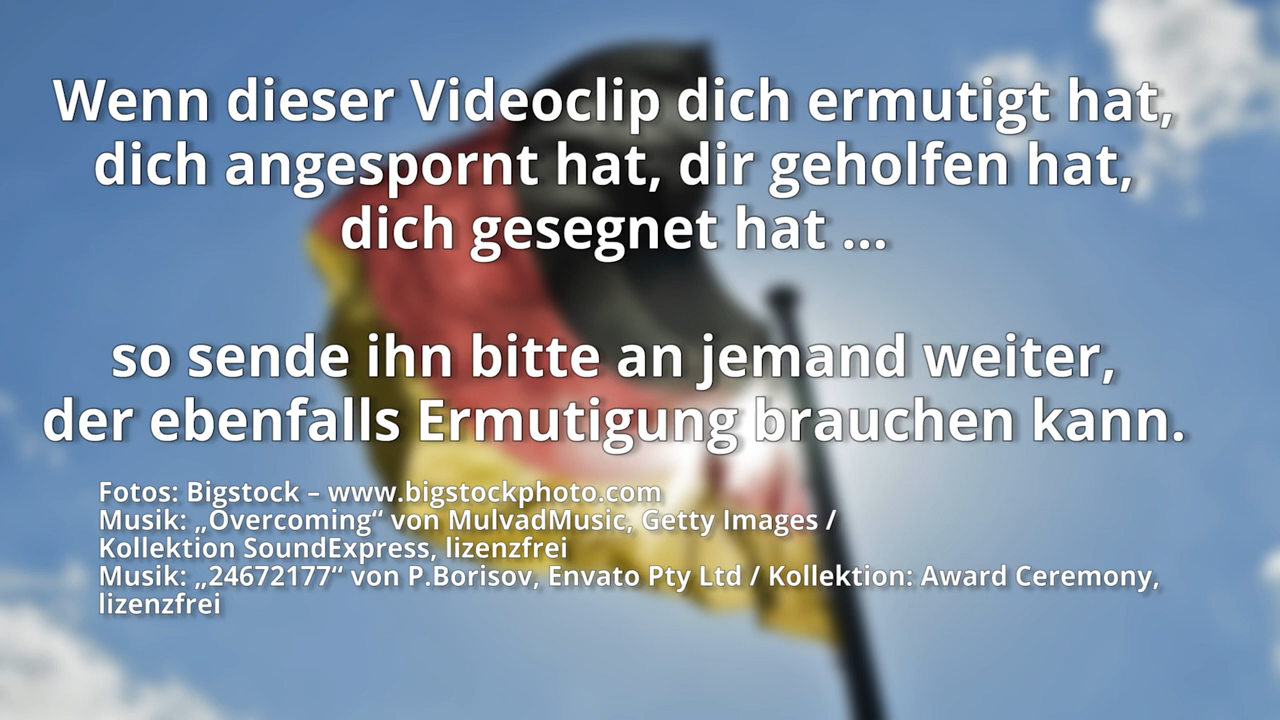 Wenn dieser Videoclip dich ermutigt hat,
dich angespornt hat, dir geholfen hat,
dich gesegnet hat ...
so sende ihn bitte an jemand weiter,
der ebenfalls Ermutigung brauchen kann.
Fotos: Bigstock – www.bigstockphoto.com
Musik: „Overcoming“ von MulvadMusic, Getty Images /
Kollektion SoundExpress, lizenzfrei
Musik: „24672177“ von P.Borisov, Envato Pty Ltd / Kollektion: Award Ceremony,
lizenzfrei